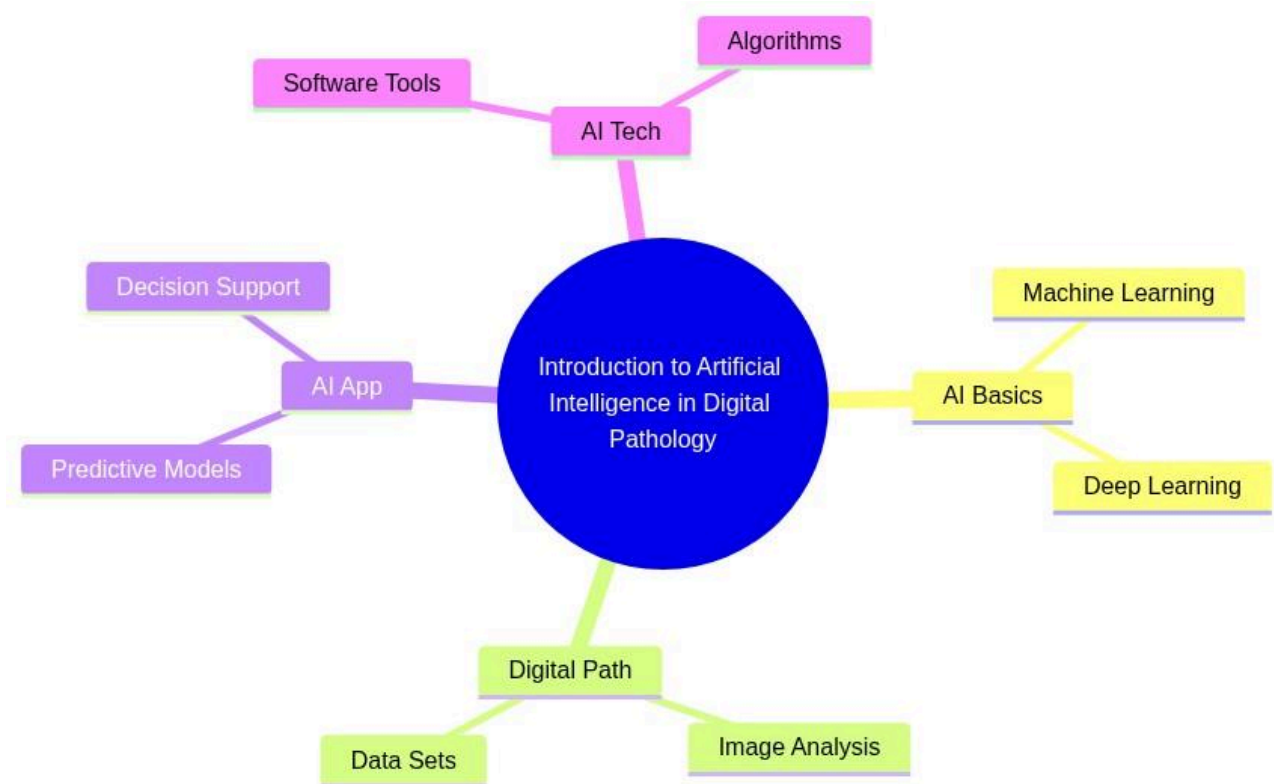 Algorithms
Software Tools
AI Tech
Decision Support
Machine Learning
Introduction to Artificial
Intelligence in Digital
Pathology
AI App
AI Basics
Predictive Models
Deep Learning
Digital Path
Data Sets
Image Analysis